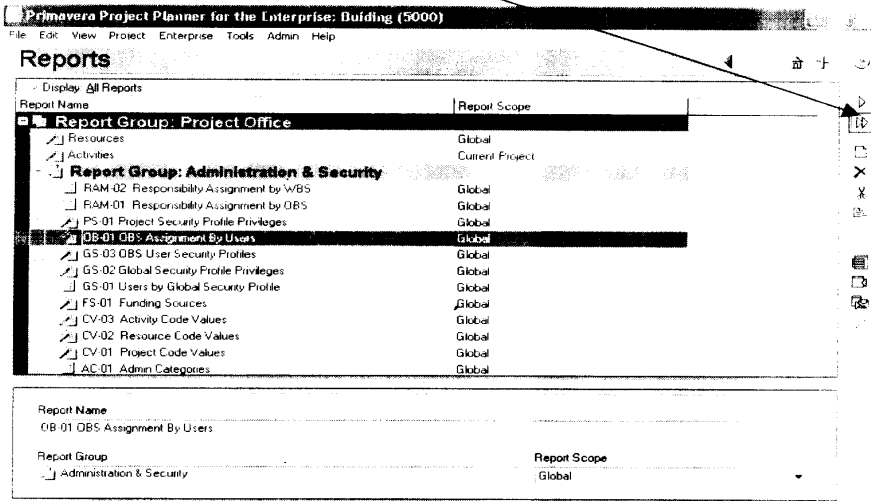 Primavera Project Planner for the Enterprise: Buiding (5000)
File Edit View Project Enterprise Tools Admin Help
Reports
Display: All Reports
Report Name Report Scope
Report Group: Project Office
Resources Global
Activities Current Project
Report Group: Administration & Security
RAM-02 Responsibility Assignment by WBS Global
RAM-01 Responsibility Assignment by OBS Global
PS-01 Project Security Profile Privileges Global
OB-01 OBS Assignment By Users Global
GS-03 OBS User Security Profiles Global
GS-02 Global Security Profile Privileges Global
GS-01 Users by Global Security Profile Global
FS-01 Funding Sources Global
CV-03 Activity Code Values Global
CV-02 Resource Code Values Global
CV-01 Project Code Values Global
AC-01 Admin Categories Global
Report Name
OB-01 OBS Assignment By Users
Report Group Report Scope
Administration & Security Global